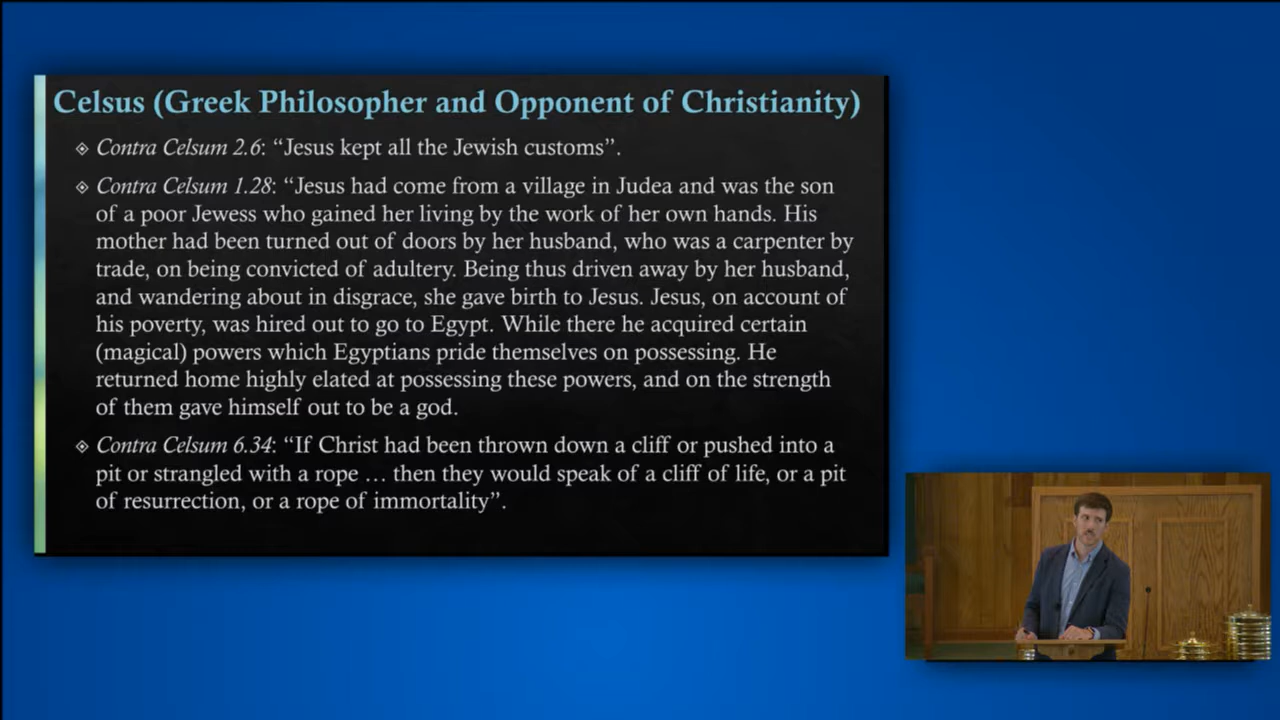 Celsus (Greek Philosopher and Opponent of Christianity)
Contra Celsum 2.6: “Jesus kept all the Jewish customs”.
Contra Celsum 1.28: “Jesus had come from a village in Judea and was the son
of a poor Jewess who gained her living by the work of her own hands. His
mother had been turned out of doors by her husband, who was a carpenter by
trade, on being convicted of adultery. Being thus driven away by her husband,
and wandering about in disgrace, she gave birth to Jesus. Jesus, on account of
his poverty, was hired out to go to Egypt. While there he acquired certain
(magical) powers which Egyptians pride themselves on possessing. He
returned home highly elated at possessing these powers, and on the strength
of them gave himself out to be a god.
Contra Celsum 6.34: “If Christ had been thrown down a cliff or pushed into a
pit or strangled with a rope … then they would speak of a cliff of life, or a pit
of resurrection, or a rope of immortality”.